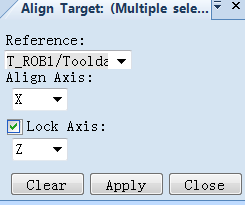 Align Target: (Multiple sele...
Reference:
T_ROB1/Toolda
Align Axis:
X
Lock Axis:
Z
Clear Apply Close